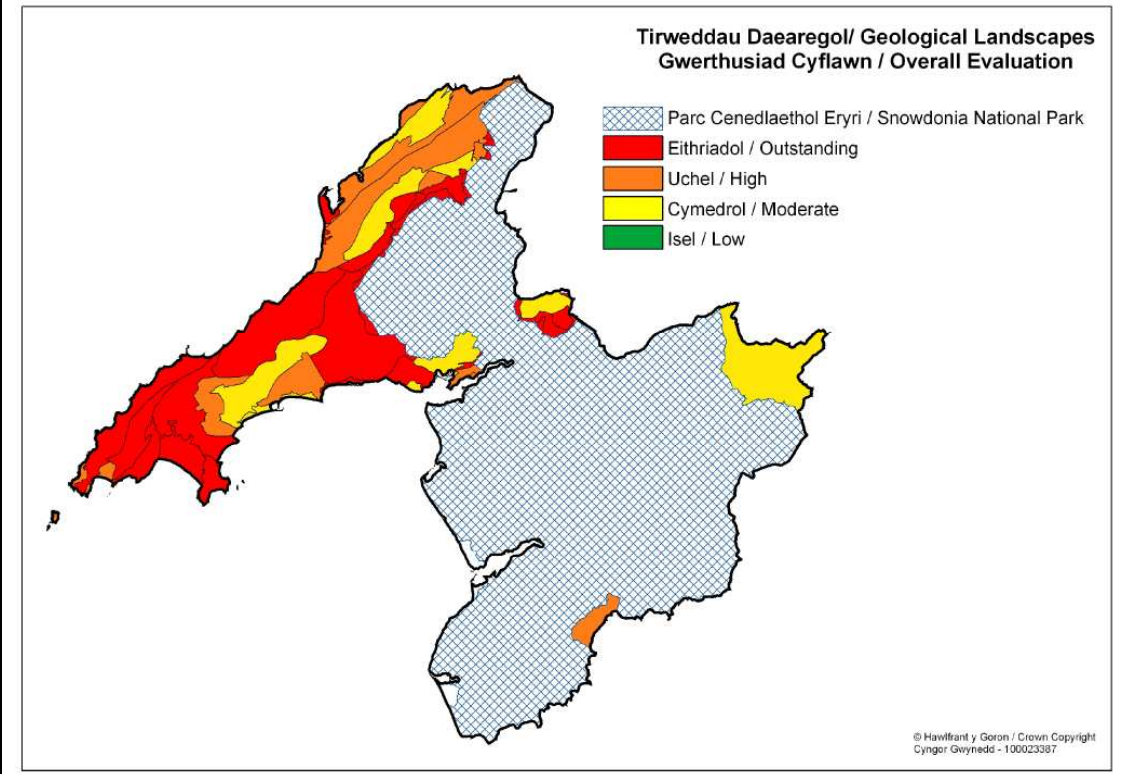 Tirweddau Daearegol/ Geological Landscapes
Gwerthusiad Cyflawn / Overall Evaluation
Parc Cenedlaethol Eryri / Snowdonia National Park
Eithriadol / Outstanding
Uchel / High
Cymedrol / Moderate
Isel / Low
© Hawlfraint y Goron / Crown Copyright
Cyngor Gwynedd - 100023387